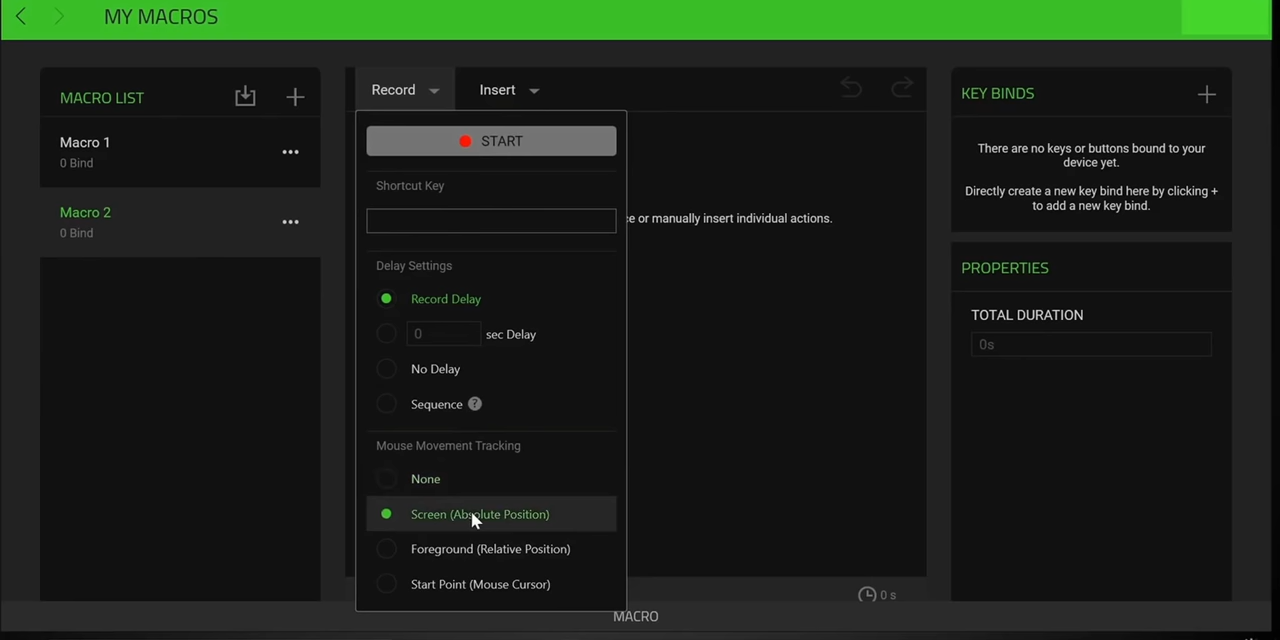 MY MACROS
MACRO LIST
Macro 1
0 Bind
•••
Macro 2
0 Bind
•••
Record
Insert
START
Shortcut Key
Delay Settings
Record Delay
0 sec Delay
No Delay
Sequence ?
Mouse Movement Tracking
None
Screen (Absolute Position)
Foreground (Relative Position)
Start Point (Mouse Cursor)
or manually insert individual actions.
0 s
MACRO
KEY BINDS
There are no keys or buttons bound to your
device yet.
Directly create a new key bind here by clicking +
to add a new key bind.
PROPERTIES
TOTAL DURATION
0s